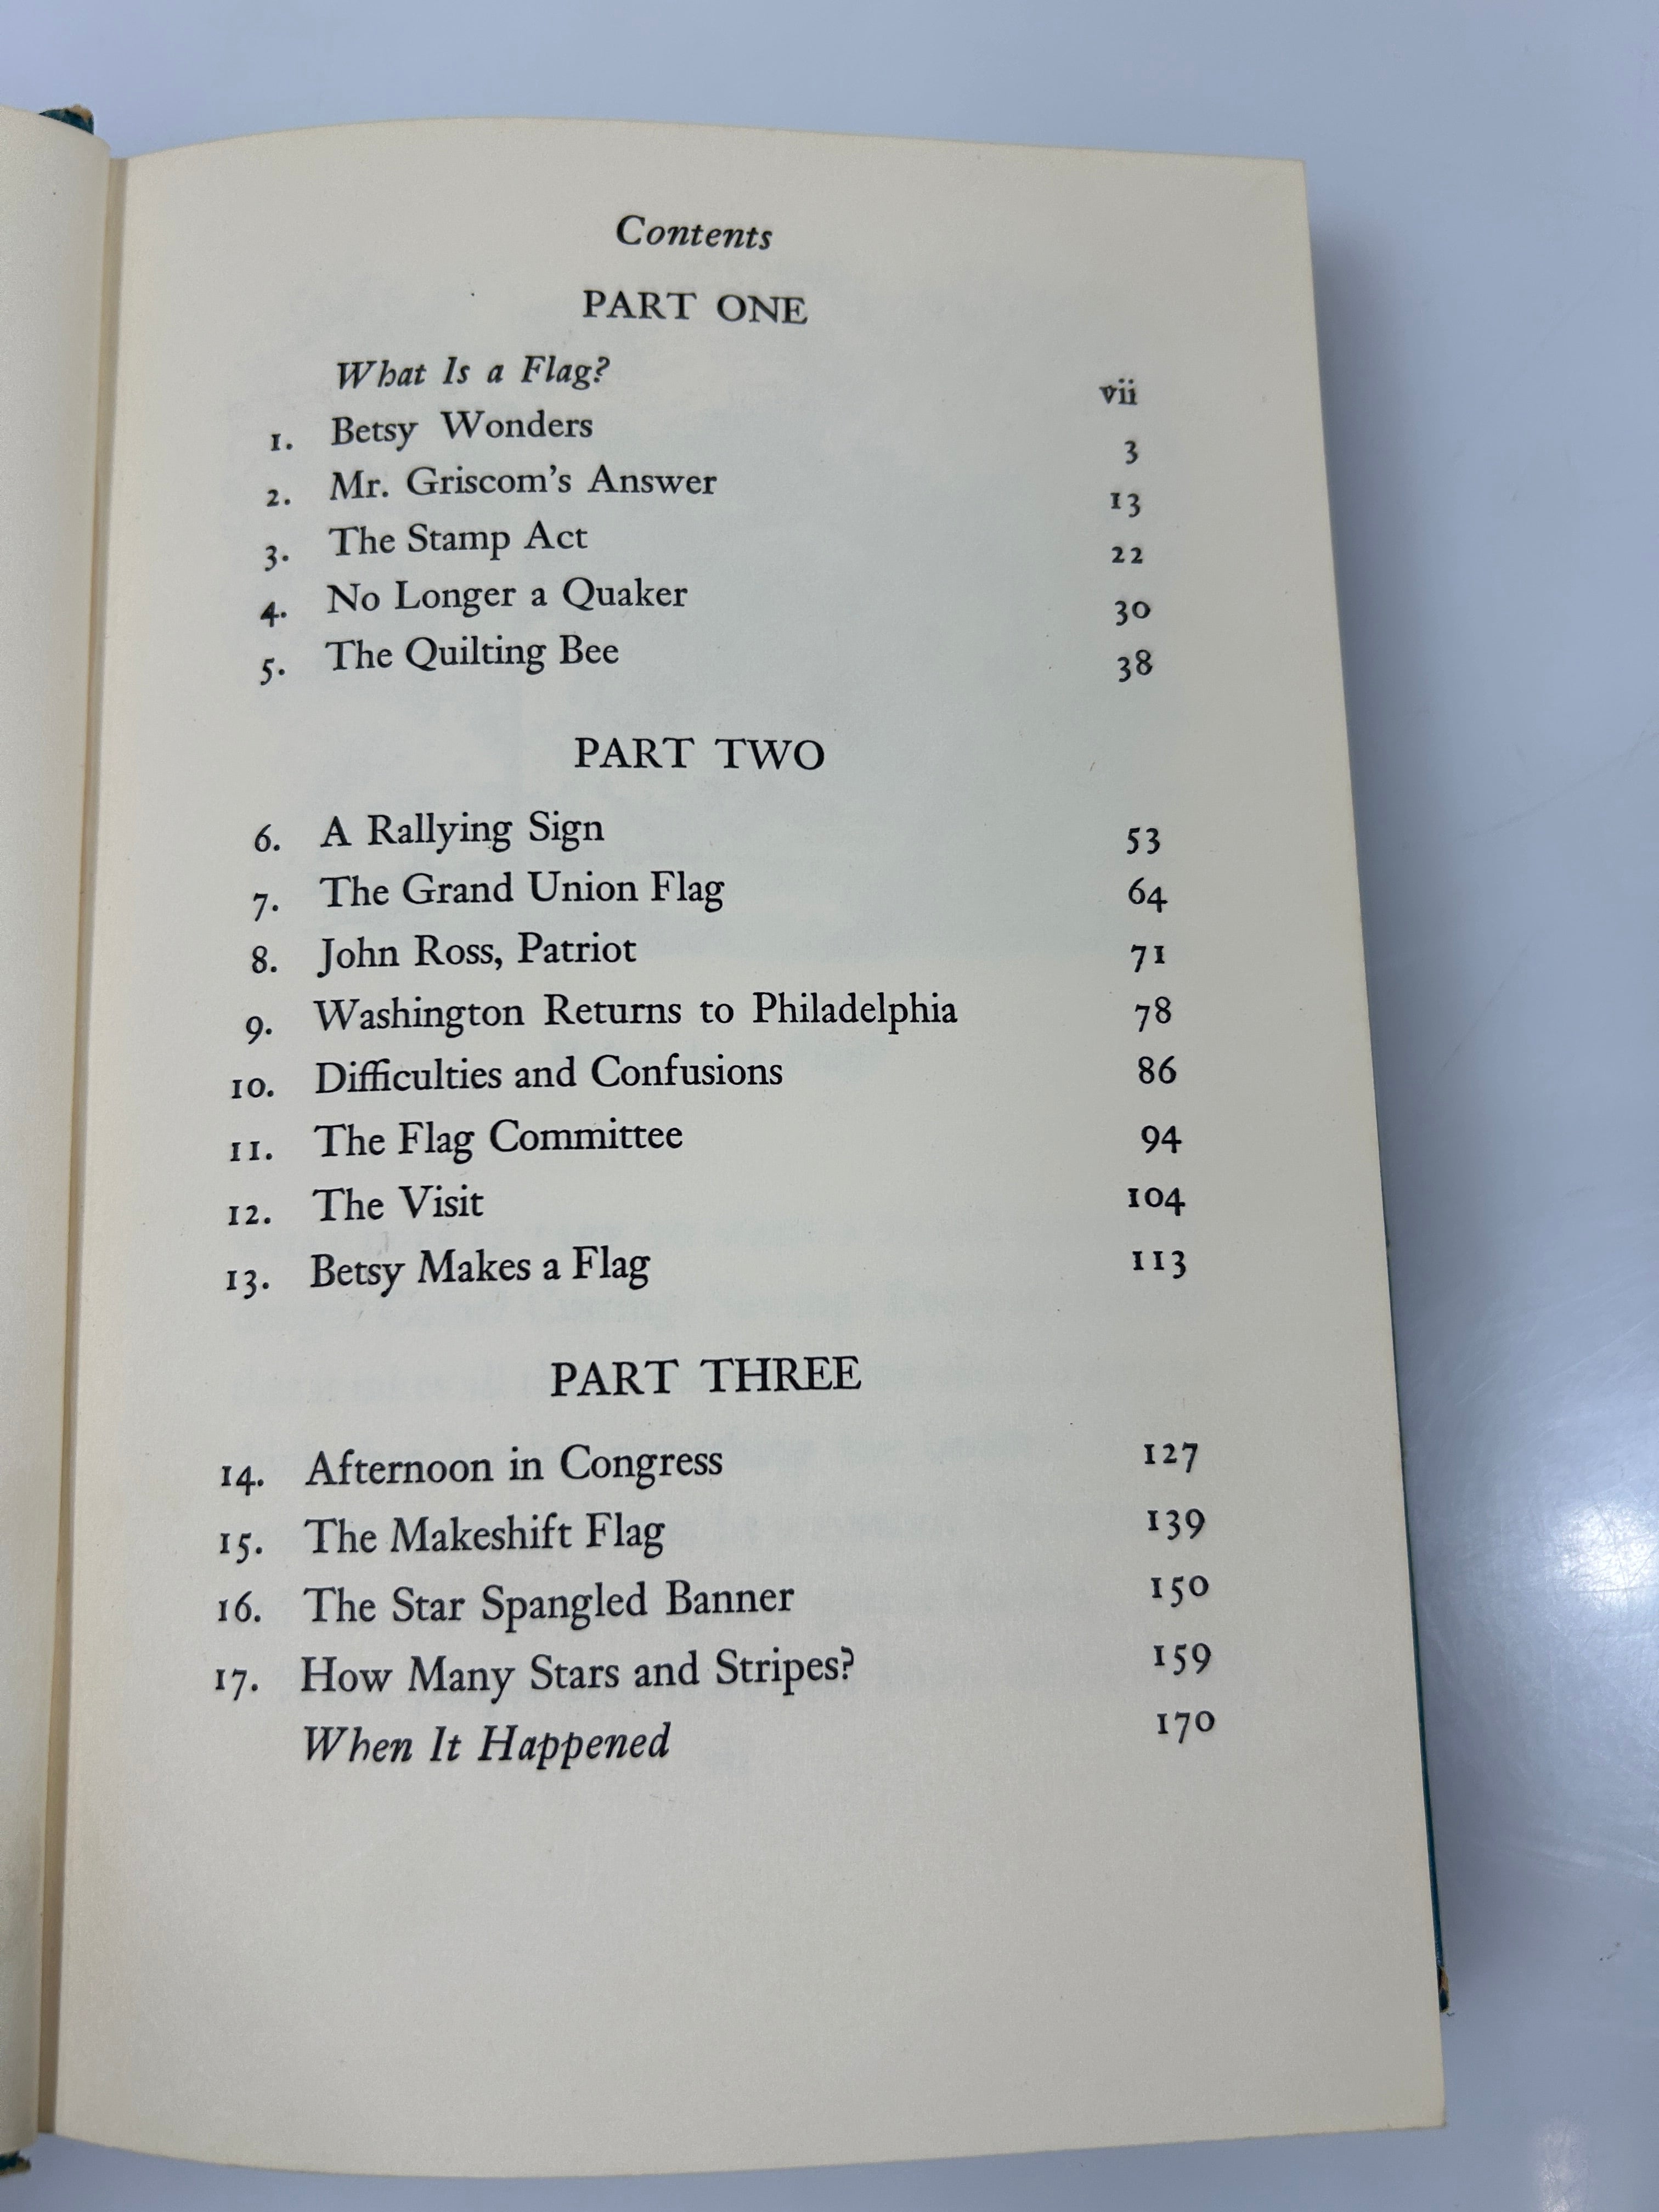 Contents
PART ONE
What Is a Flag? vii
1. Betsy Wonders 3
2. Mr. Griscom's Answer 13
3. The Stamp Act 22
4. No Longer a Quaker 30
5. The Quilting Bee 38
PART TWO
6. A Rallying Sign 53
7. The Grand Union Flag 64
8. John Ross, Patriot 71
9. Washington Returns to Philadelphia 78
10. Difficulties and Confusions 86
11. The Flag Committee 94
12. The Visit 104
13. Betsy Makes a Flag 113
PART THREE
14. Afternoon in Congress 127
15. The Makeshift Flag 139
16. The Star Spangled Banner 150
17. How Many Stars and Stripes? 159
When It Happened 170